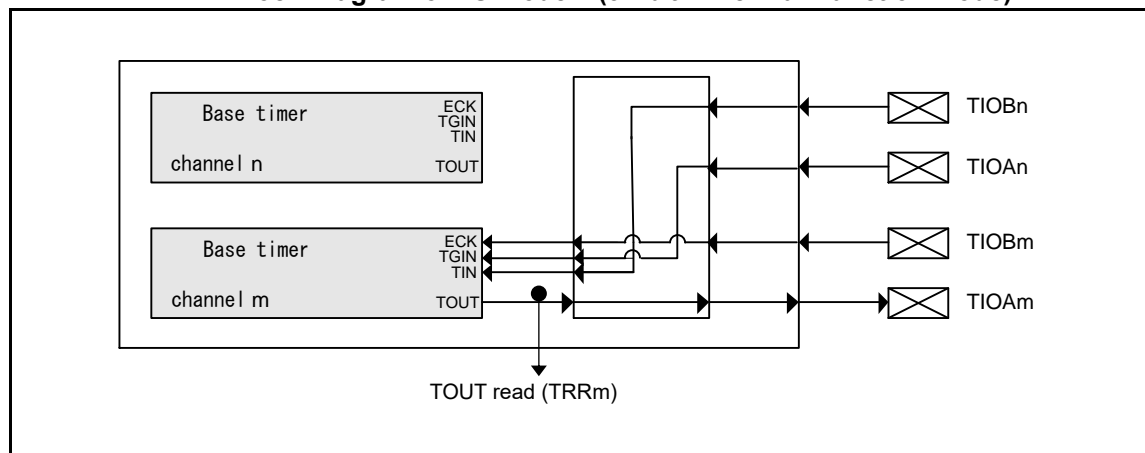 Base timer
ECK
TGIN
TIN
channel n
TOUT
TIOBn
TIOAn
Base timer
ECK
TGIN
TIN
channel m
TOUT
TIOBm
TIOAm
TOUT read (TRRm)